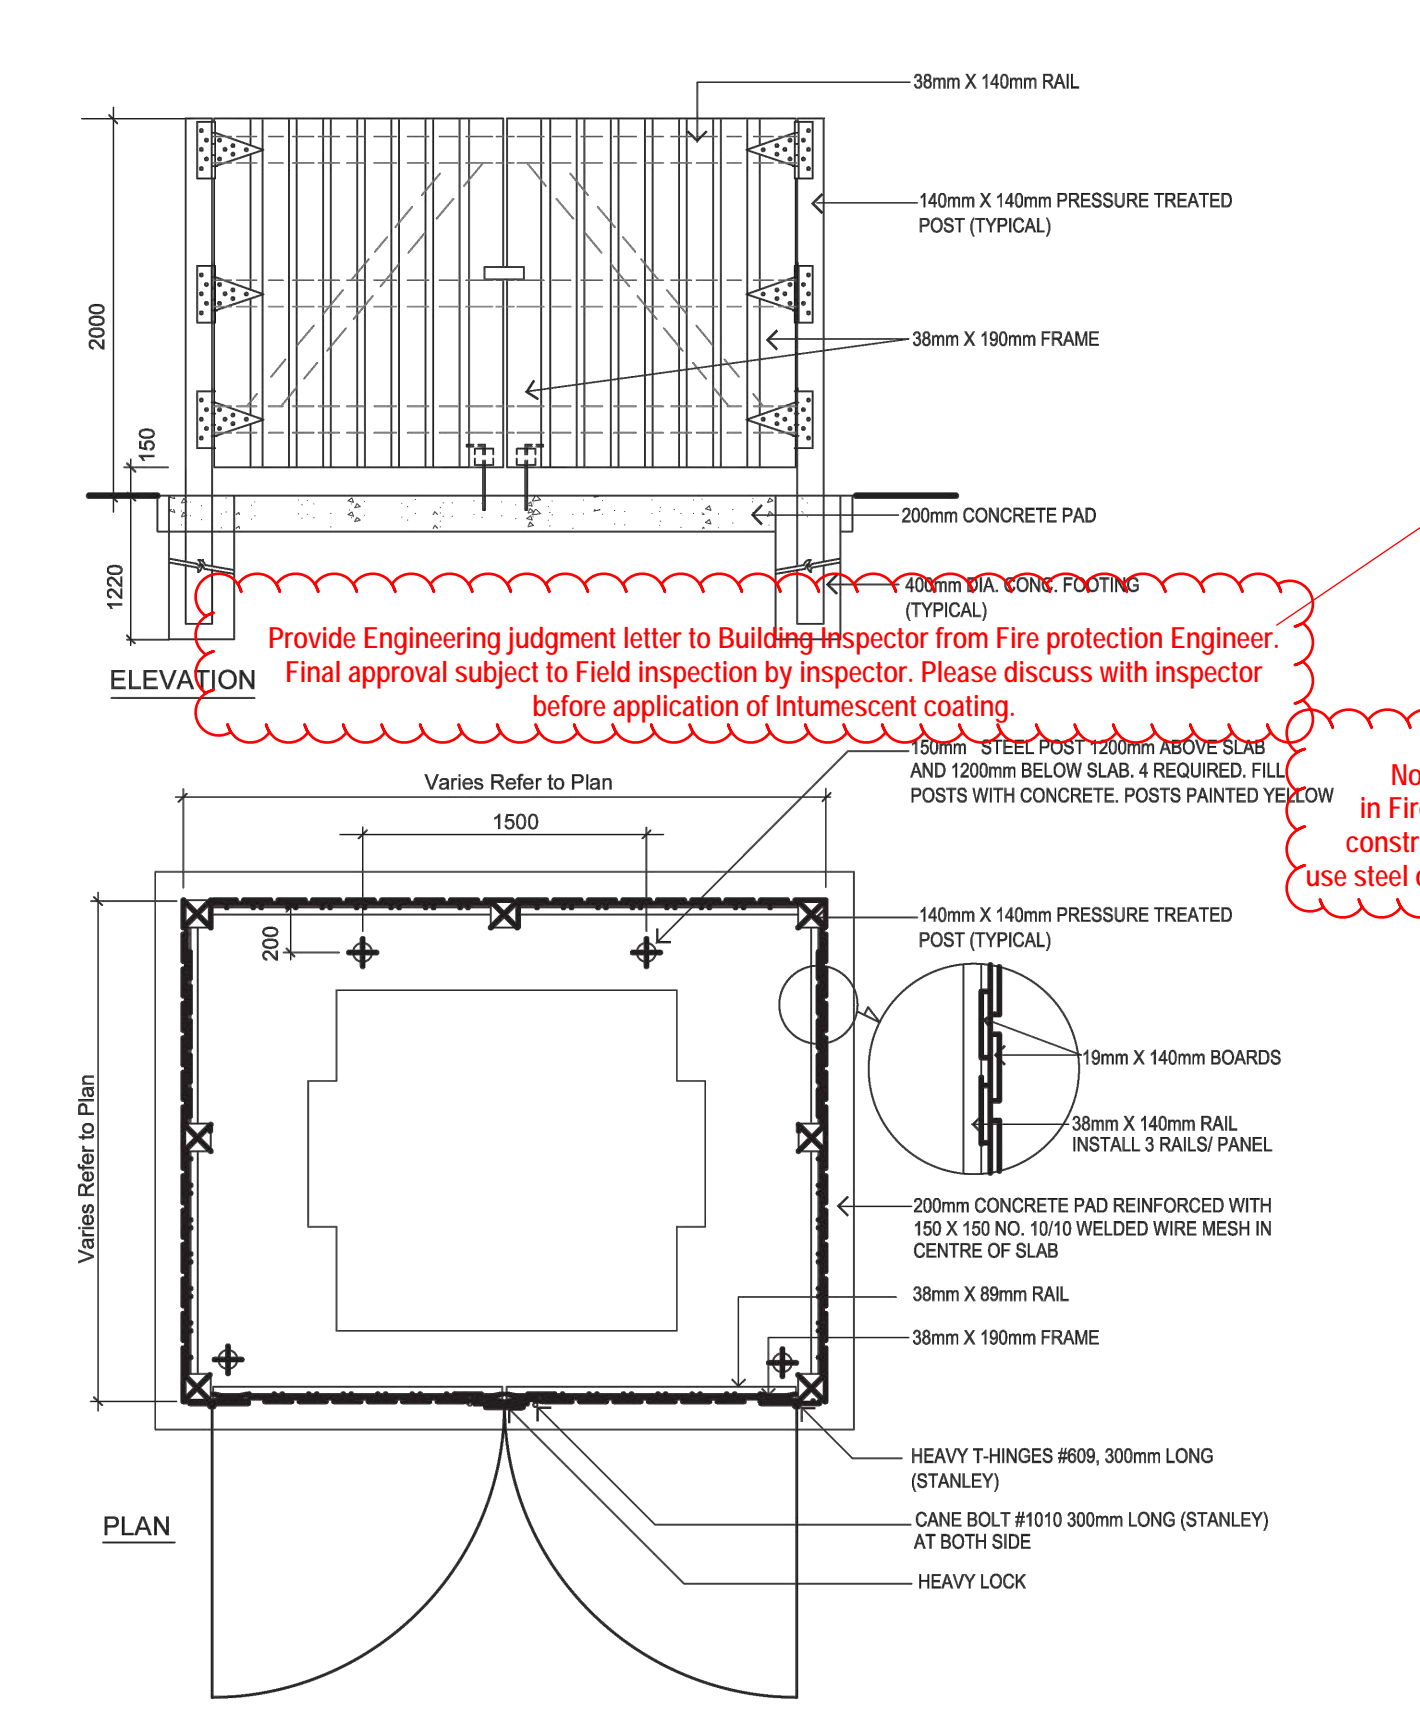 38mm X 140mm RAIL
140mm X 140mm PRESSURE TREATED
POST (TYPICAL)
2000
38mm X 190mm FRAME
150
200mm CONCRETE PAD
1220
400mm DIA. CONC. FOOTING
(TYPICAL)
Provide Engineering judgment letter to Building Inspector from Fire protection Engineer.
Final approval subject to Field inspection by inspector. Please discuss with inspector
before application of Intumescent coating.
ELEVATION
150mm STEEL POST 1200mm ABOVE SLAB
AND 1200mm BELOW SLAB. 4 REQUIRED. FILL
POSTS WITH CONCRETE. POSTS PAINTED YELLOW
No
in Fire
constr
use steel
Varies Refer to Plan
1500
200
140mm X 140mm PRESSURE TREATED
POST (TYPICAL)
19mm X 140mm BOARDS
Varies Refer to Plan
38mm X 140mm RAIL
INSTALL 3 RAILS/ PANEL
200mm CONCRETE PAD REINFORCED WITH
150 X 150 NO. 10/10 WELDED WIRE MESH IN
CENTRE OF SLAB
38mm X 89mm RAIL
38mm X 190mm FRAME
HEAVY T-HINGES #609, 300mm LONG
(STANLEY)
CANE BOLT #1010 300mm LONG (STANLEY)
AT BOTH SIDE
HEAVY LOCK
PLAN